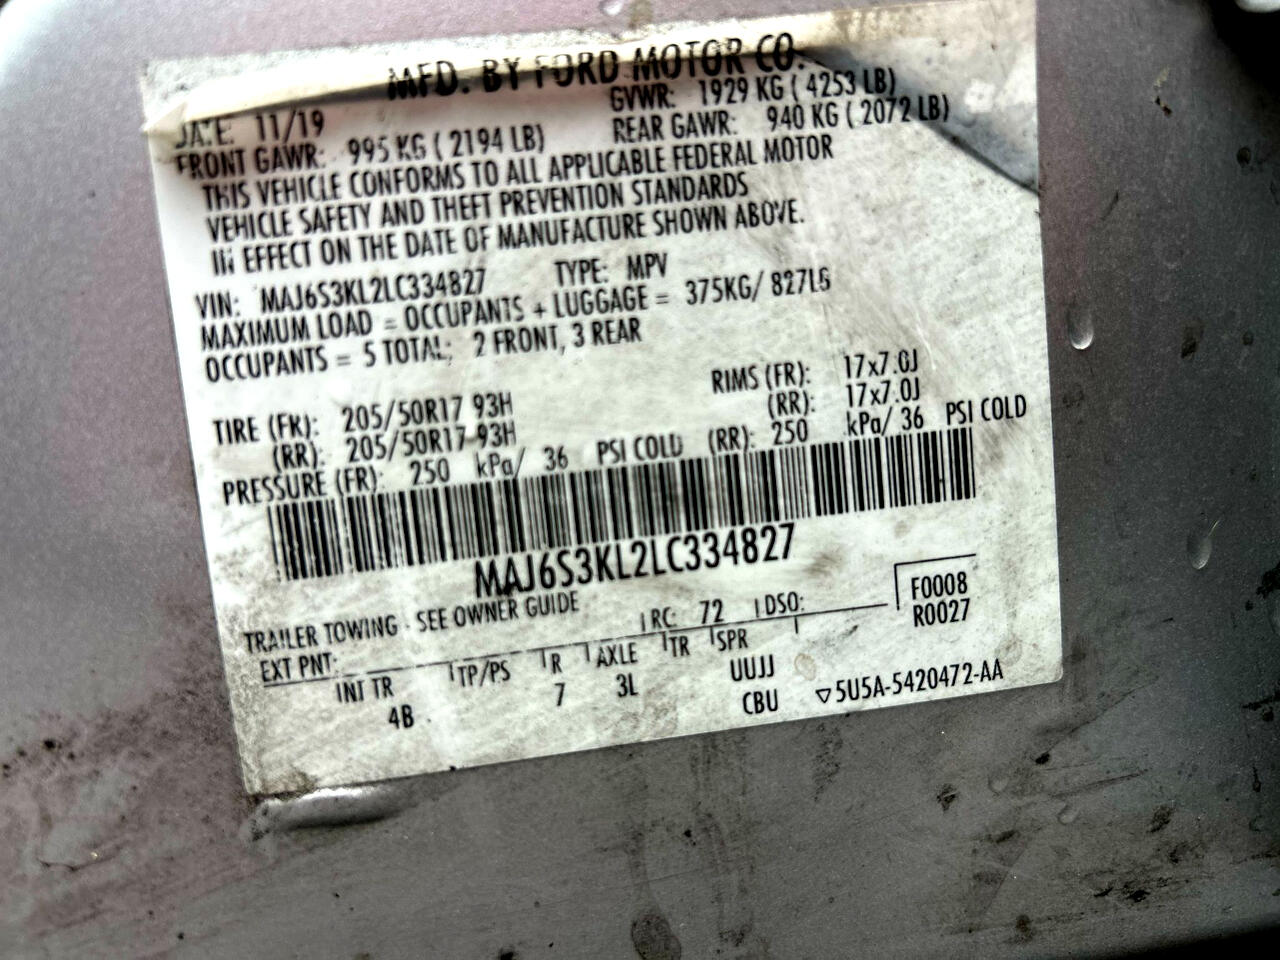 MFD. BY FORD MOTOR CO.
DATE: 11/19 GVWR: 1929 KG ( 4253 LB)
FRONT GAWR: 995 KG ( 2194 LB) REAR GAWR: 940 KG ( 2072 LB)
THIS VEHICLE CONFORMS TO ALL APPLICABLE FEDERAL MOTOR
VEHICLE SAFETY AND THEFT PREVENTION STANDARDS
IN EFFECT ON THE DATE OF MANUFACTURE SHOWN ABOVE.
VIN: MAJ6S3KL2LC334827 TYPE: MPV
MAXIMUM LOAD = OCCUPANTS + LUGGAGE = 375KG/ 827LB
OCCUPANTS = 5 TOTAL; 2 FRONT, 3 REAR
TIRE (FR): 205/50R17 93H RIMS (FR): 17x7.0J
(RR): 205/50R17 93H (RR): 17x7.0J
PRESSURE (FR): 250 kPa/ 36 PSI COLD (RR): 250 kPa/ 36 PSI COLD
MAJ6S3KL2LC334827
TRAILER TOWING - SEE OWNER GUIDE
F0008
EXT PNT: RC: 72 DSO: R0027
INT TR TP/PS R AXLE TR SPR
4B 7 3L UUJJ
CBU ▽5U5A-5420472-AA